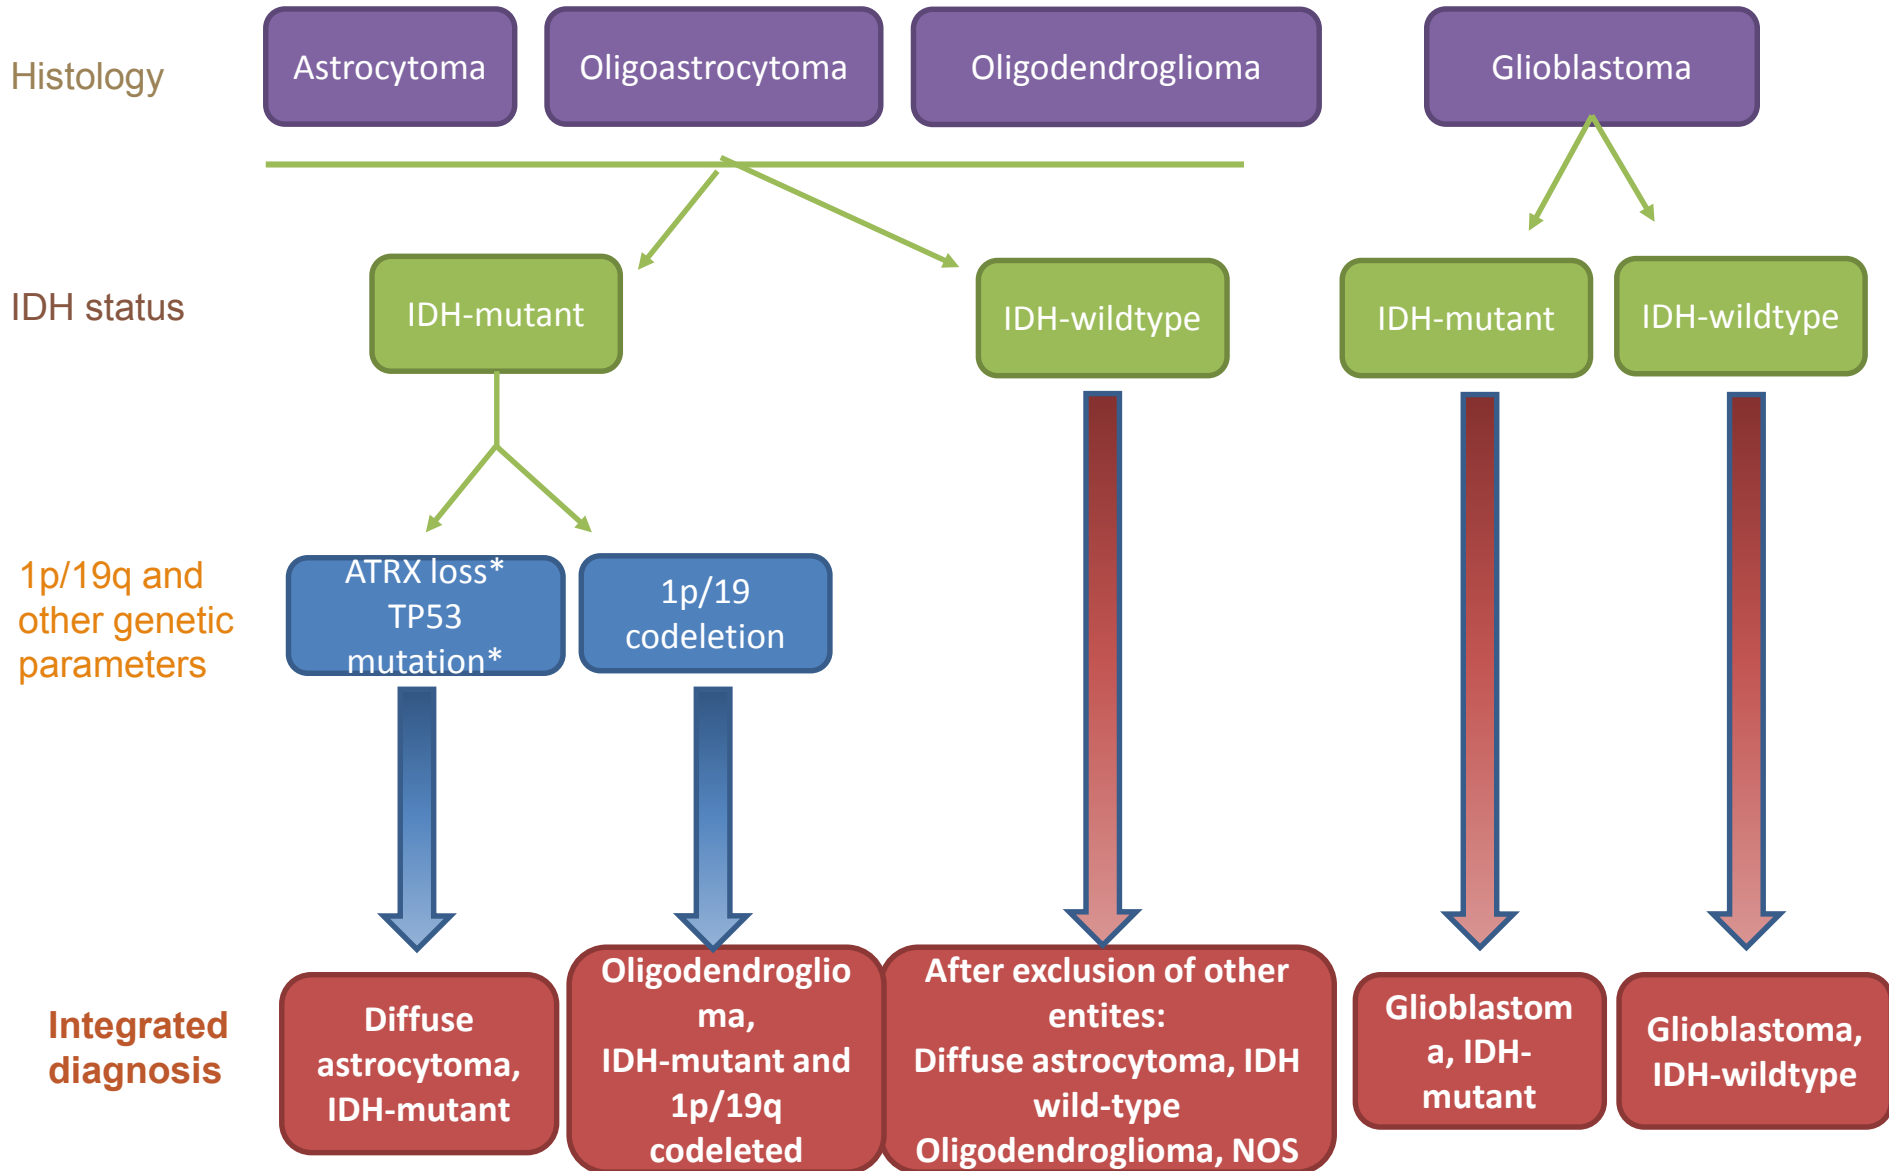 Histology
Astrocytoma
Oligoastrocytoma
Oligodendroglioma
Glioblastoma
IDH status
IDH-mutant
IDH-wildtype
IDH-mutant
IDH-wildtype
1p/19q and
other genetic
parameters
ATRX loss*
TP53
mutation*
1p/19
codeletion
Integrated
diagnosis
Diffuse
astrocytoma,
IDH-mutant
Oligodendroglio
ma,
IDH-mutant and
1p/19q
codeleted
After exclusion of other
entites:
Diffuse astrocytoma, IDH
wild-type
Oligodendroglioma, NOS
Glioblastom
a, IDH-
mutant
Glioblastoma,
IDH-wildtype